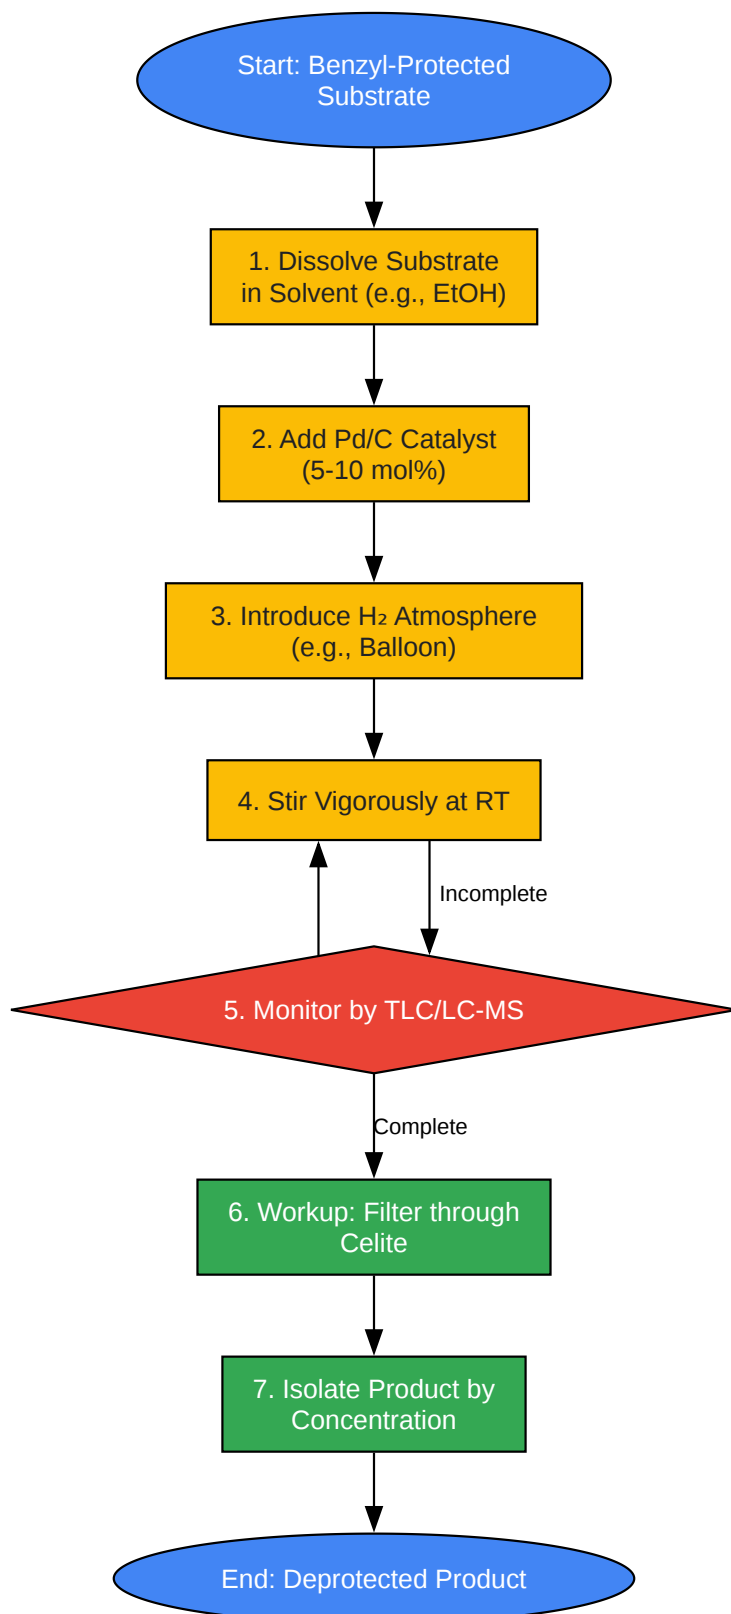 Start: Benzyl-Protected
Substrate
1. Dissolve Substrate
in Solvent (e.g., EtOH)
2. Add Pd/C Catalyst
(5-10 mol%)
3. Introduce H₂ Atmosphere
(e.g., Balloon)
4. Stir Vigorously at RT
Incomplete
5. Monitor by TLC/LC-MS
Complete
6. Workup: Filter through
Celite
7. Isolate Product by
Concentration
End: Deprotected Product